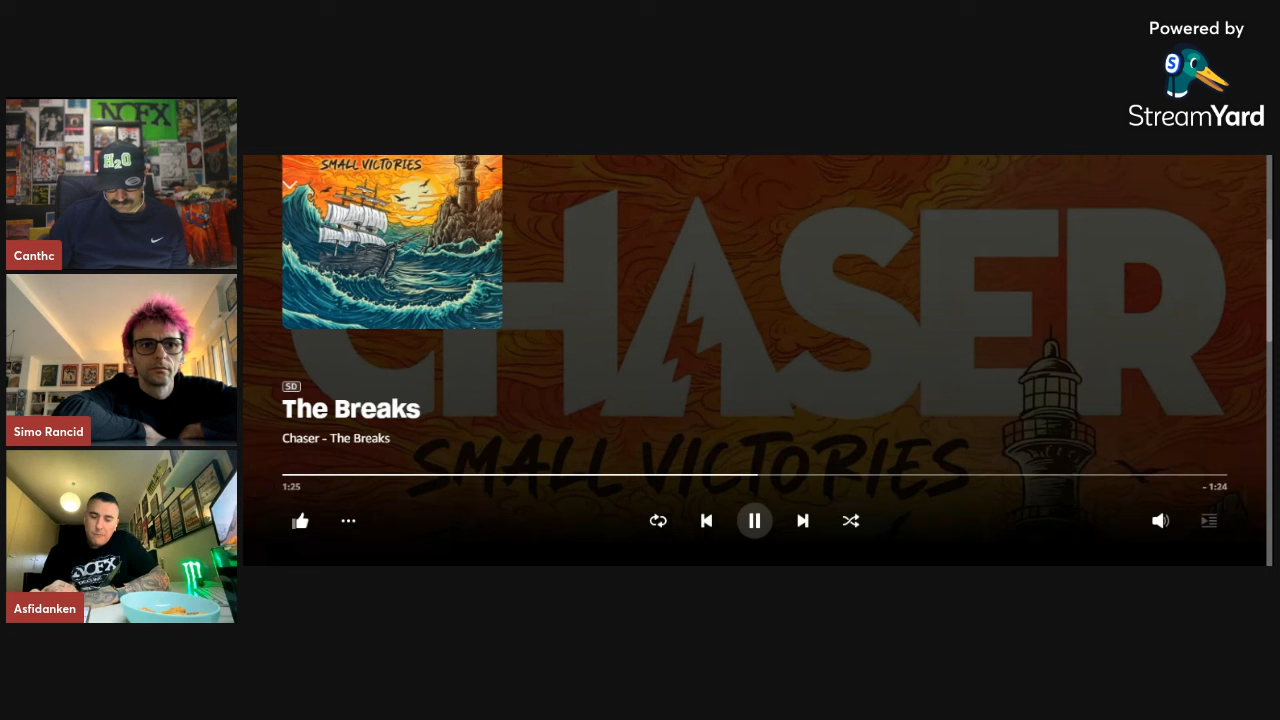 Powered by
S
StreamYard
NOFX
H2O
Canthc
Simo Rancid
NOFX
Asfidanken
SMALL VICTORIES
CHASER
SMALL VICTORIES
SD
The Breaks
Chaser - The Breaks
1:25
- 1:24